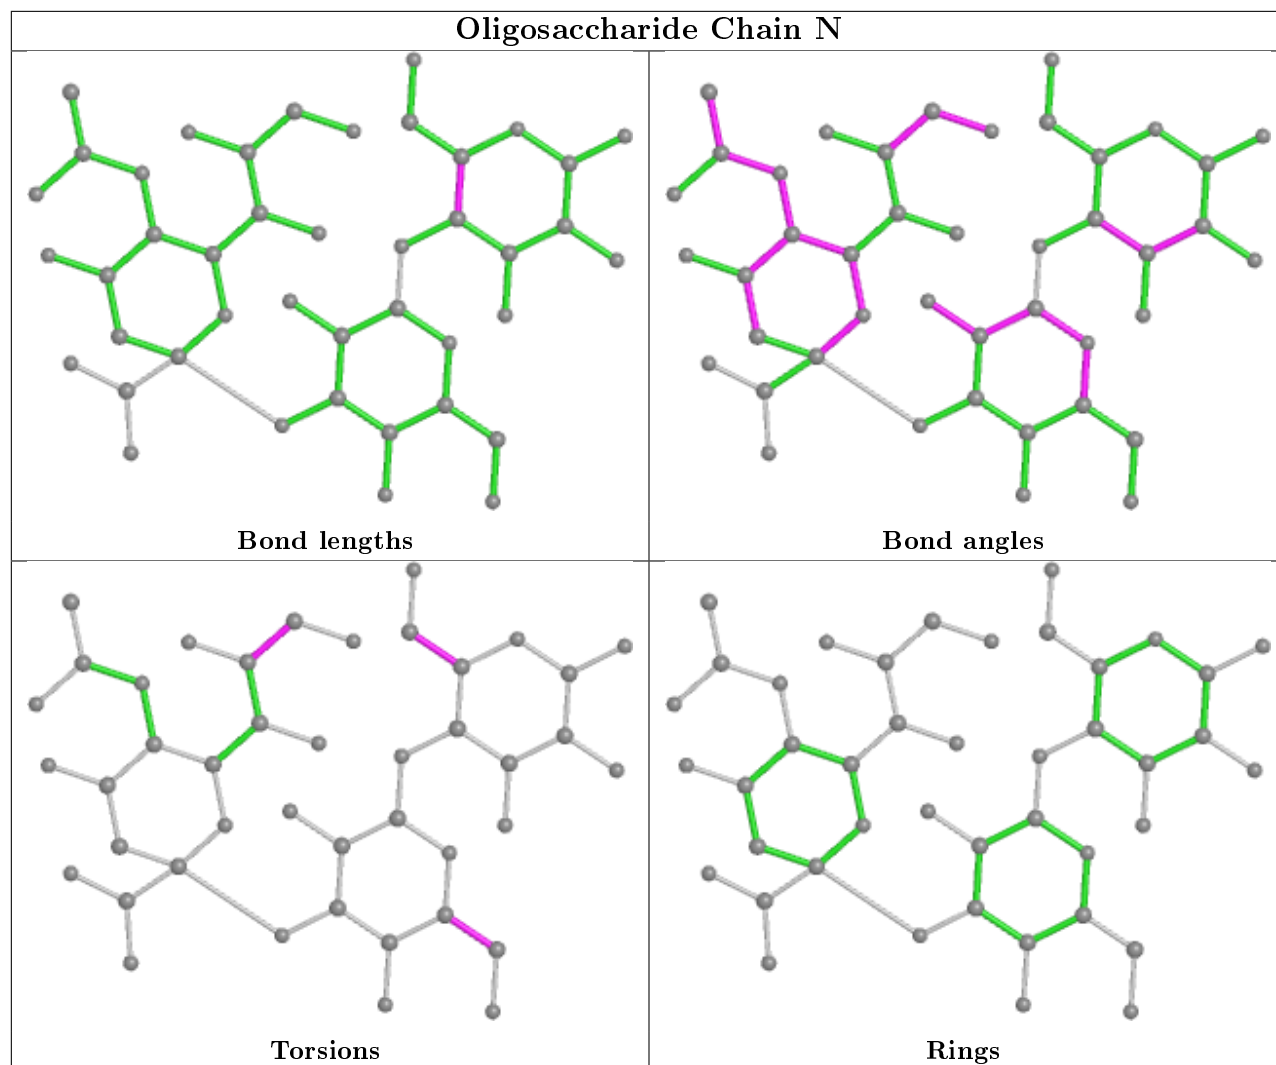 Oligosaccharide Chain N
Bond lengths
Bond angles
Torsions
Rings